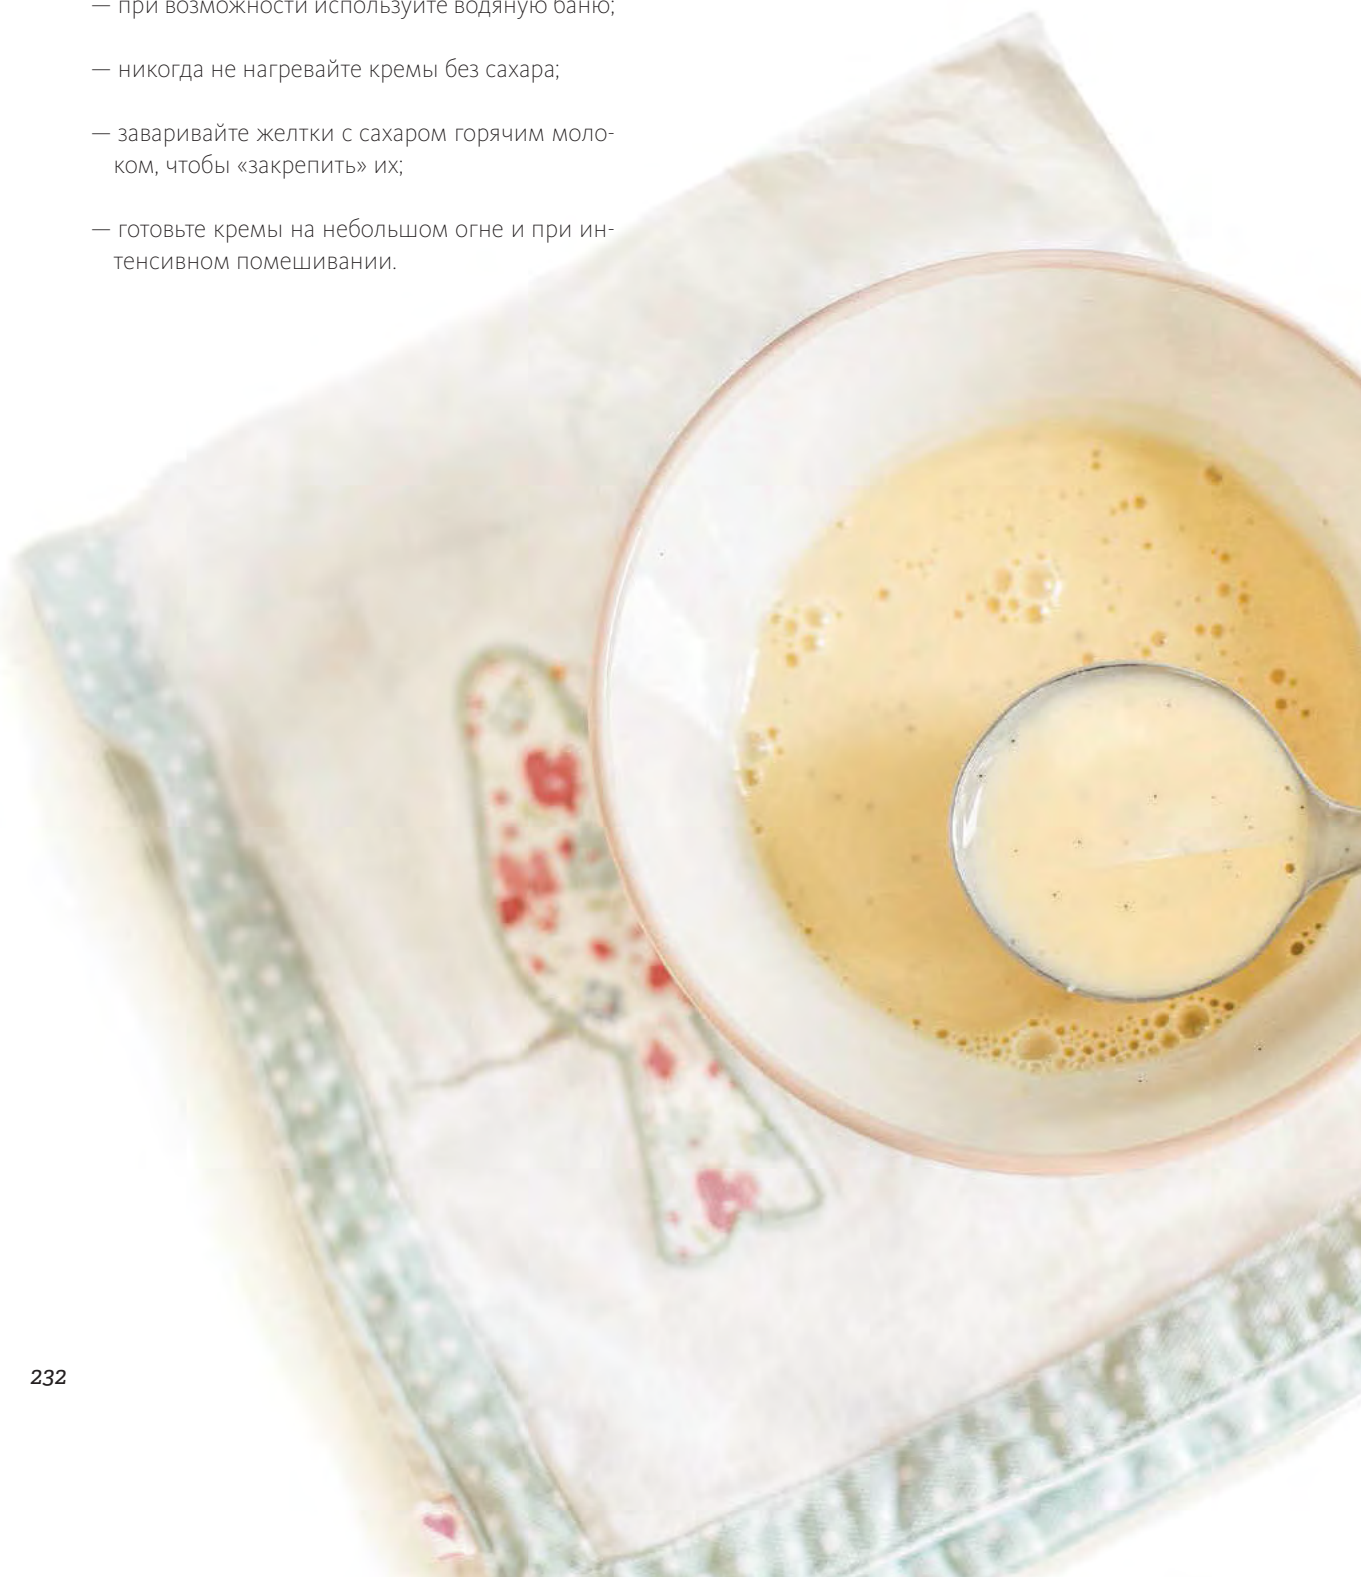 — при возможности используйте водяную баню;
— никогда не нагревайте кремы без сахара;
— заваривайте желтки с сахаром горячим моло-
ком, чтобы «закрепить» их;
— готовьте кремы на небольшом огне и при ин-
тенсивном помешивании.
232